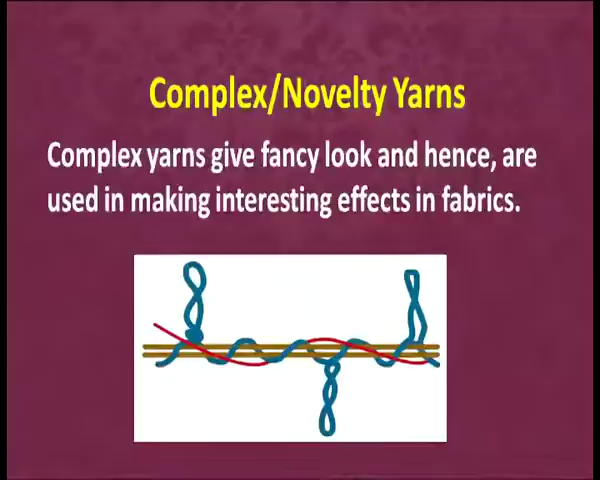 Complex/Novelty Yarns
Complex yarns give fancy look and hence, are
used in making interesting effects in fabrics.